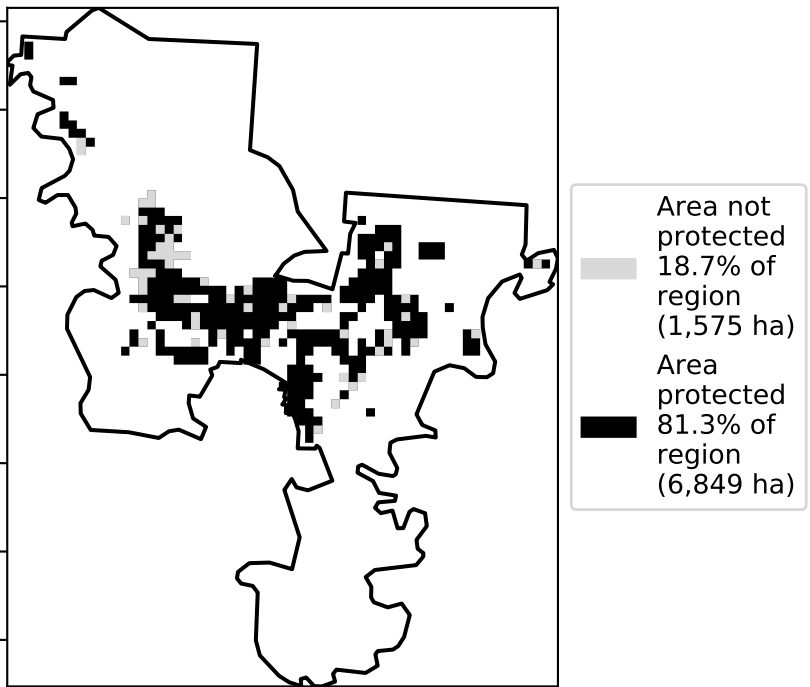 Area not
protected
18.7% of
region
(1,575 ha)
Area
protected
81.3% of
region
(6,849 ha)